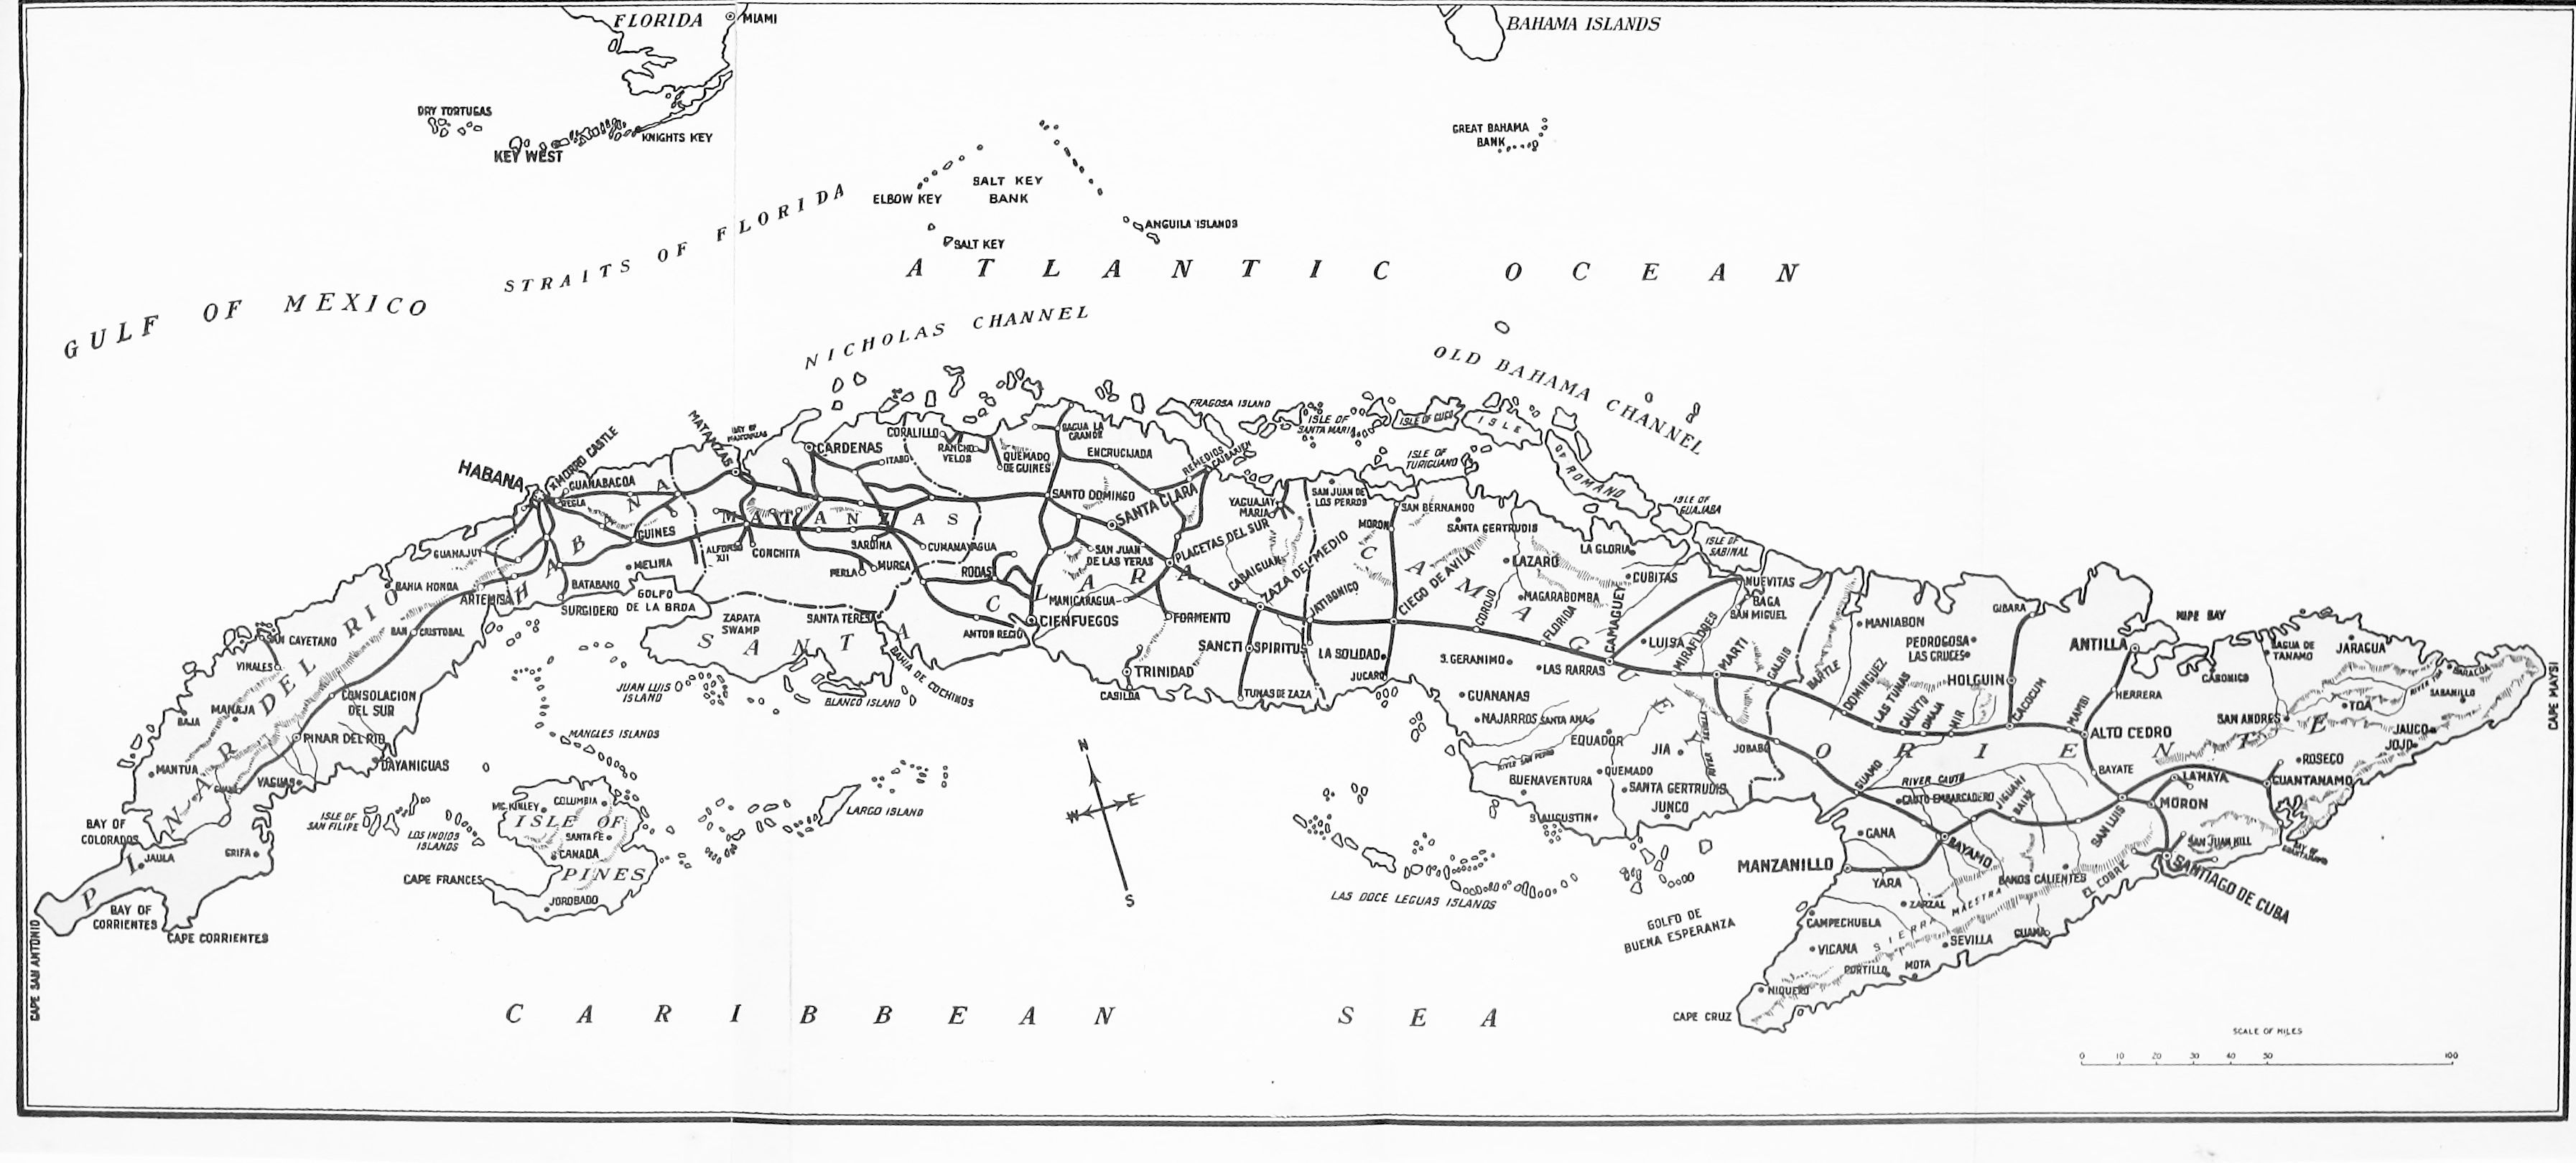 FLORIDA
MIAMI
BAHAMA ISLANDS
DRY TORTUGAS
KEY WEST
KNIGHTS KEY
GREAT BAHAMA
BANK
ELBOW KEY
SALT KEY
BANK
ANGUILA ISLANDS
SALT KEY
STRAITS OF FLORIDA
ATLANTIC OCEAN
GULF OF MEXICO
NICHOLAS CHANNEL
OLD BAHAMA CHANNEL
FRAGOSA ISLAND
ISLE OF
SANTA MARIA
ISLE OF CUGO
ISLE
OF ROMANO
ISLE OF
TURIGUANO
ISLE OF
GUAJABA
ISLE OF
SABINAL
HABANA
MORRO CASTLE
REGLA
GUANABACOA
MATANZAS
BAY OF
MATANZAS
CARDENAS
ITABO
CORALILLO
RANCHO
VELOS
QUEMADO
DE GUINES
SAGUA LA
GRANDE
ENCRUCIJADA
REMEDIOS
CAIBARIEN
SANTO DOMINGO
SANTA CLARA
YAGUAJAY
MARIA
SAN JUAN DE
LOS PERROS
SAN BERNANDO
MORON
SANTA GERTRUDIS
LA GLORIA
GUANAJUY
GUINES
MELINA
ALFONSO
XII
CONCHITA
SARDINA
CUMANAYAGUA
PERLA
MURGA
RODAS
SAN JUAN
DE LAS YERAS
PLACETAS DEL SUR
CABAIGUAN
ZAZA DEL MEDIO
JATIBONICO
CIEGO DE AVILA
LAZARO
CUBITAS
MAGARABOMBA
COROJO
FLORIDA
CAMAGUEY
NUEVITAS
BAGA
SAN MIGUEL
BAHIA HONDA
ARTEMISA
BATABANO
SURGIDERO
GOLFO
DE LA BROA
ZAPATA
SWAMP
SANTA TERESA
MANICARAGUA
ANTON RECIO
CIENFUEGOS
FORMENTO
SANCTI SPIRITUS
LA SOLIDAD
JUCARO
TUNAS DE ZAZA
TRINIDAD
CASILDA
BAHIA DE COCHINOS
BLANCO ISLAND
JUAN LUIS
ISLAND
MANGLES ISLANDS
SAN CAYETANO
VINALES
SAN CRISTOBAL
CONSOLACION
DEL SUR
BAJA
MANAJA
PINAR DEL RIO
DAYANIGUAS
MANTUA
VAGUAS
GUANE
BAY OF
COLORADOS
JAULA
GRIFA
BAY OF
CORRIENTES
CAPE CORRIENTES
CAPE SAN ANTONIO
PINAR DEL RIO
HABANA
MATANZAS
SANTA CLARA
CAMAGUEY
ORIENTE
ISLE OF
SAN FILIPE
LOS INDIOS
ISLANDS
MC. KINLEY
COLUMBIA
ISLE OF
SANTA FE
CANADA
PINES
CAPE FRANCES
JOROBADO
LARGO ISLAND
N
W
E
S
S. GERANIMO
LAS RARRAS
LUISA
MIRAFLORES
MARTI
GALBIS
BARTLE
GUANANAS
NAJARROS
SANTA ANA
EQUADOR
RIVER SAN PEDRO
BUENAVENTURA
QUEMADO
JIA
RIVER SEVILLA
JOBABO
SANTA GERTRUDIS
JUNCO
S. AUGUSTIN
LAS DOCE LEGUAS ISLANDS
GOLFO DE
BUENA ESPERANZA
MANIABON
PEDROGOSA
LAS CRUCES
GIBARA
HOLGUIN
DOMINGUEZ
LAS TUNAS
CALIXTO
OMAJA
MIR
CACOCUM
MAMBI
NIPE BAY
ANTILLA
HERRERA
CABONICO
SAGUA DE
TANAMO
JARAGUA
BARACOA
SABANILLO
TOA
SAN ANDRES
JAUCO
JOJO
CAPE MAYSI
ALTO CEDRO
BAYATE
LA MAYA
ROSECO
GUANTANAMO
MORON
SAN LUIS
SAN JUAN HILL
BAY OF
GUANTANAMO
SANTIAGO DE CUBA
EL COBRE
GUAMO
RIVER CAUTO
CAUTO EMBARCADERO
JIGUANI
BAIRE
CANA
BAYAMO
MANZANILLO
YARA
BANOS CALIENTES
ZARZAL
SIERRA MAESTRA
CAMPECHUELA
VICANA
SEVILLA
GUAMA
PORTILLO
MOTA
NIQUERO
CAPE CRUZ
CARIBBEAN SEA
SCALE OF MILES
0 10 20 30 40 50 100